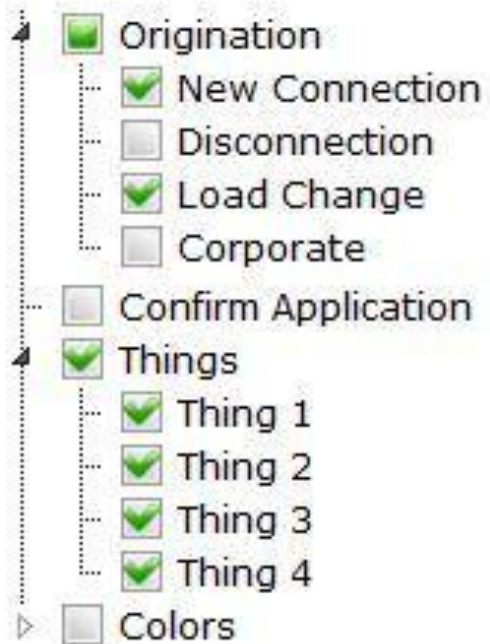 Origination
New Connection
Disconnection
Load Change
Corporate
Confirm Application
Things
Thing 1
Thing 2
Thing 3
Thing 4
Colors